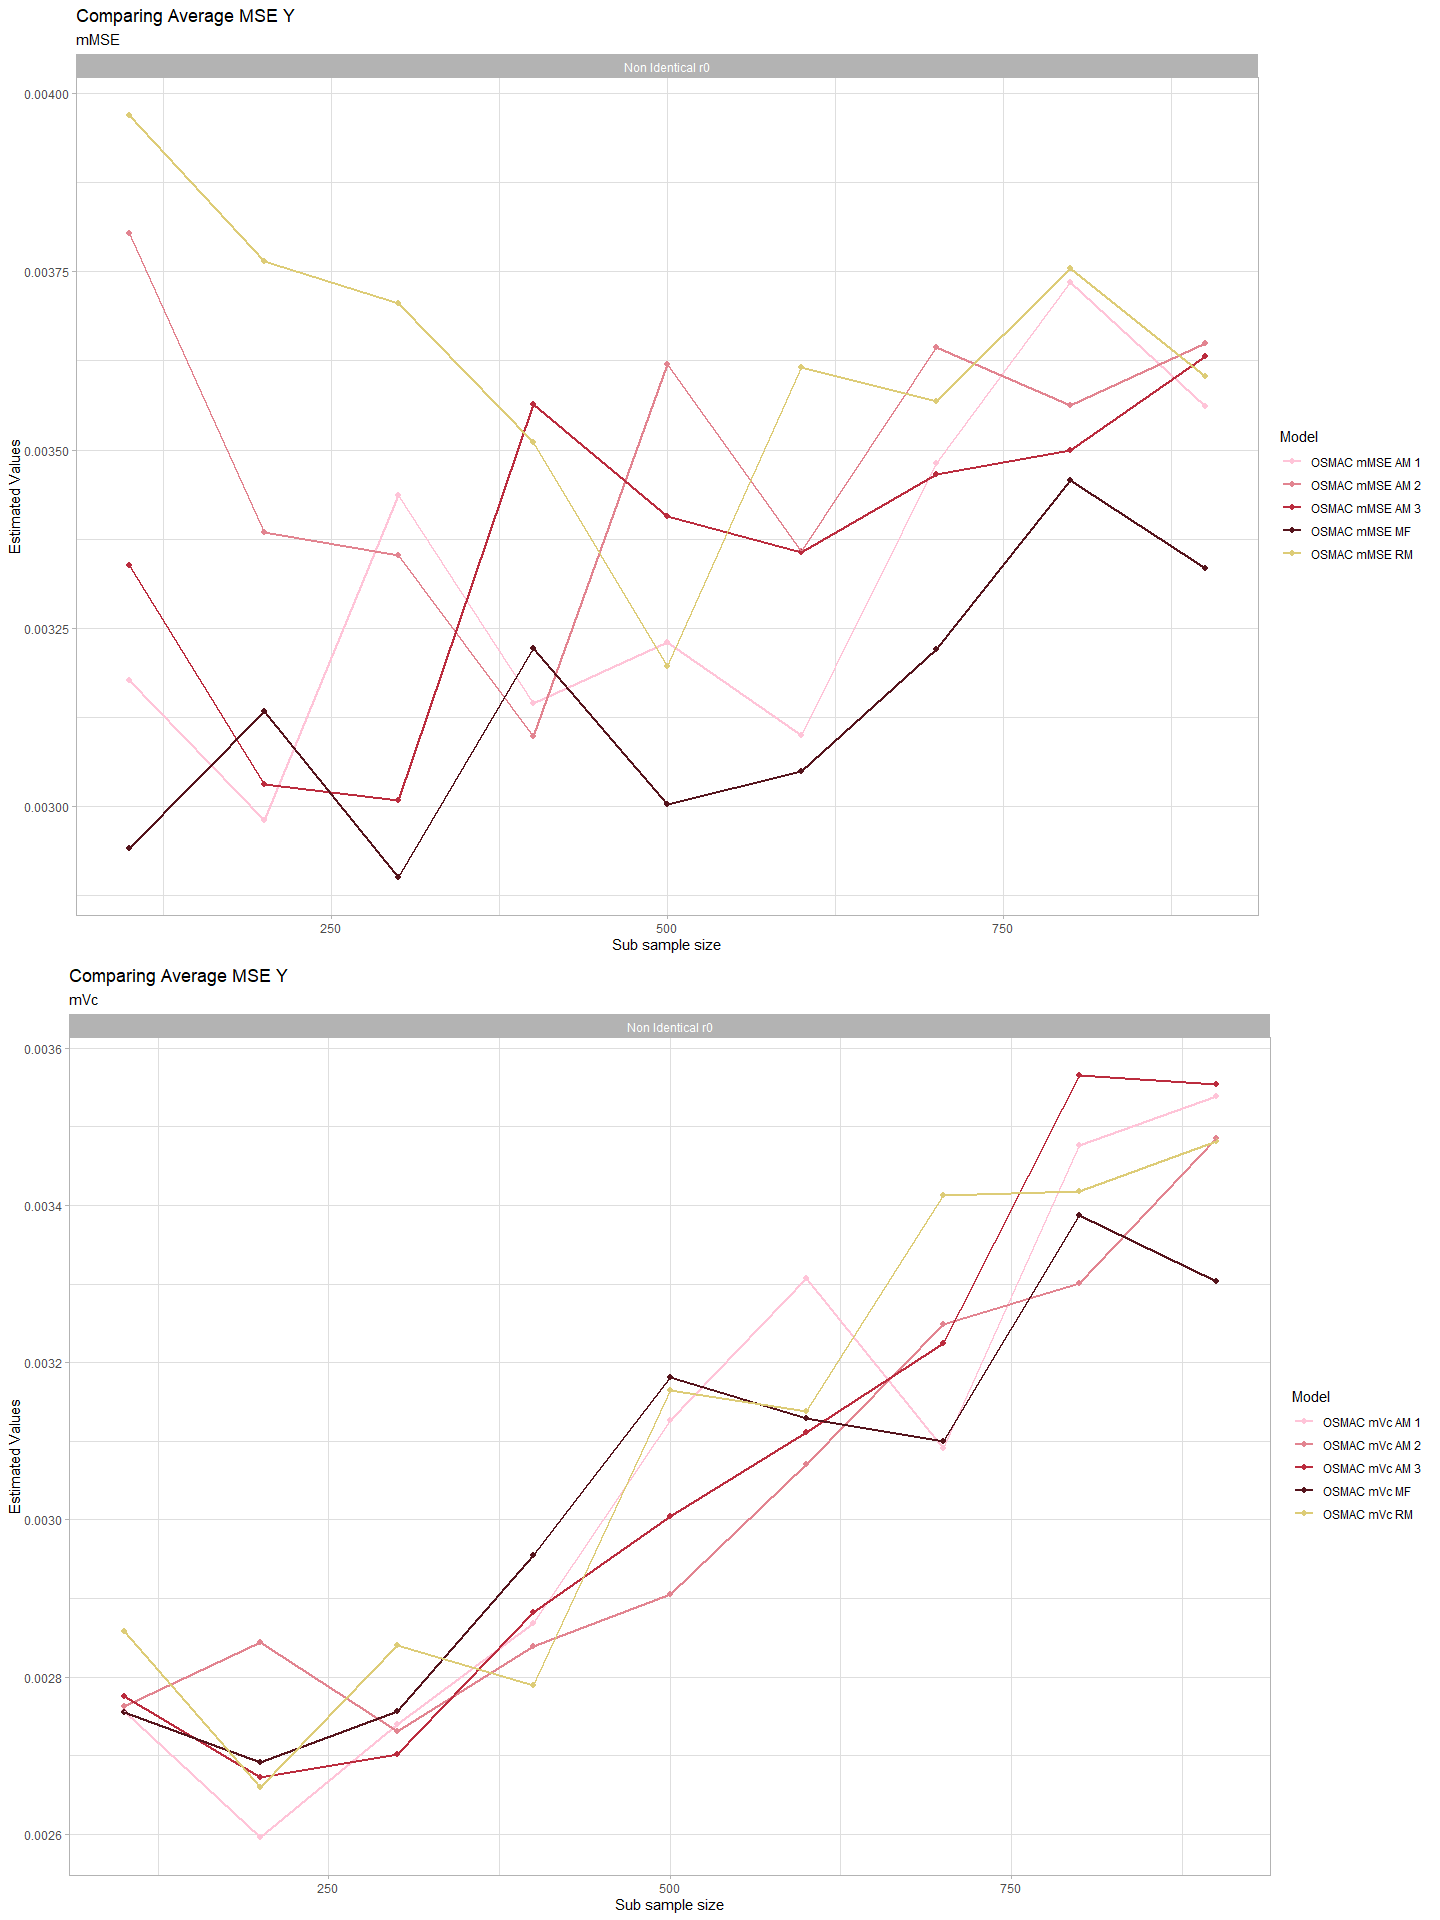 Comparing Average MSE Y
mMSE
Non Identical r0
0.00400
0.00375
0.00350
0.00325
0.00300
Estimated Values
250
500
750
Sub sample size
Model
OSMAC mMSE AM 1
OSMAC mMSE AM 2
OSMAC mMSE AM 3
OSMAC mMSE MF
OSMAC mMSE RM
Comparing Average MSE Y
mVc
Non Identical r0
0.0036
0.0034
0.0032
0.0030
0.0028
0.0026
Estimated Values
250
500
750
Sub sample size
Model
OSMAC mVc AM 1
OSMAC mVc AM 2
OSMAC mVc AM 3
OSMAC mVc MF
OSMAC mVc RM